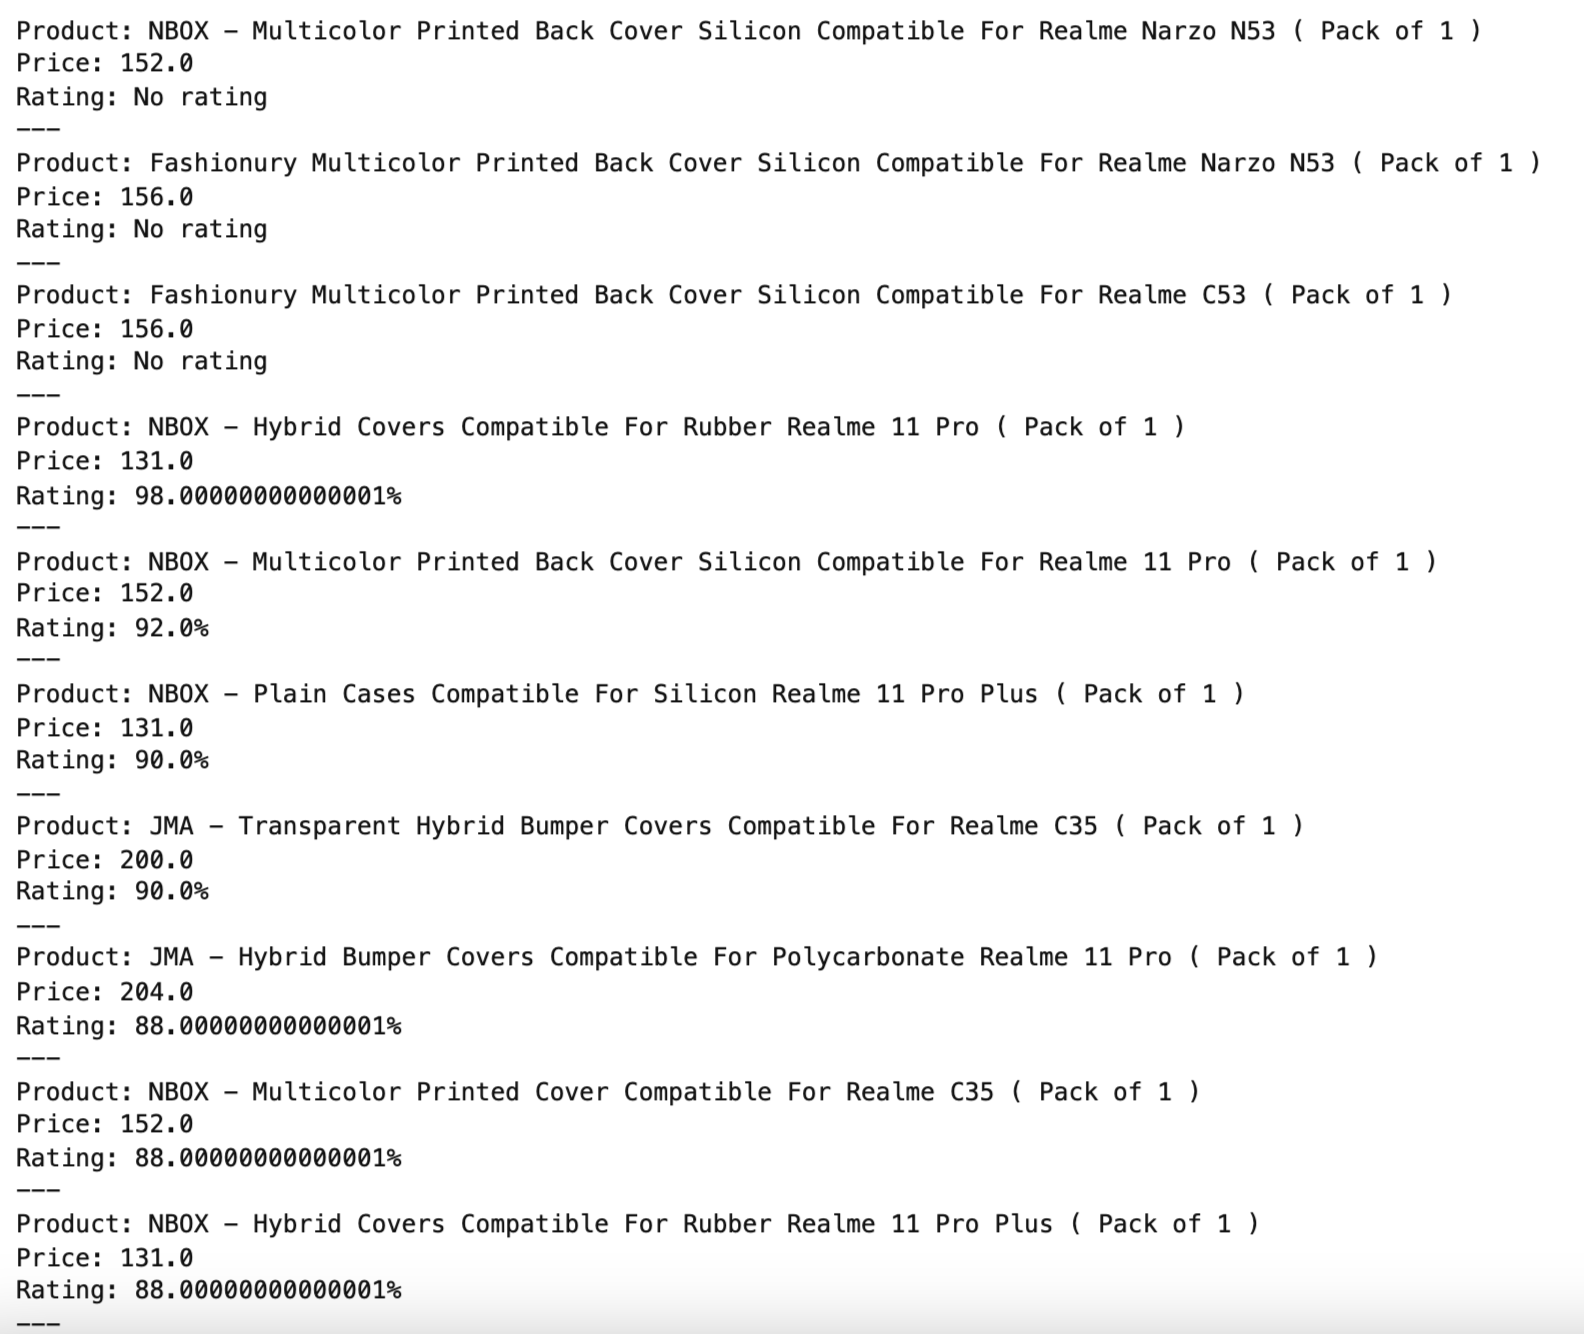 Product: NBOX - Multicolor Printed Back Cover Silicon Compatible For Realme Narzo N53 ( Pack of 1 )
Price: 152.0
Rating: No rating
---
Product: Fashionury Multicolor Printed Back Cover Silicon Compatible For Realme Narzo N53 ( Pack of 1 )
Price: 156.0
Rating: No rating
---
Product: Fashionury Multicolor Printed Back Cover Silicon Compatible For Realme C53 ( Pack of 1 )
Price: 156.0
Rating: No rating
---
Product: NBOX - Hybrid Covers Compatible For Rubber Realme 11 Pro ( Pack of 1 )
Price: 131.0
Rating: 98.00000000000001%
---
Product: NBOX - Multicolor Printed Back Cover Silicon Compatible For Realme 11 Pro ( Pack of 1 )
Price: 152.0
Rating: 92.0%
---
Product: NBOX - Plain Cases Compatible For Silicon Realme 11 Pro Plus ( Pack of 1 )
Price: 131.0
Rating: 90.0%
---
Product: JMA - Transparent Hybrid Bumper Covers Compatible For Realme C35 ( Pack of 1 )
Price: 200.0
Rating: 90.0%
---
Product: JMA - Hybrid Bumper Covers Compatible For Polycarbonate Realme 11 Pro ( Pack of 1 )
Price: 204.0
Rating: 88.00000000000001%
---
Product: NBOX - Multicolor Printed Cover Compatible For Realme C35 ( Pack of 1 )
Price: 152.0
Rating: 88.00000000000001%
---
Product: NBOX - Hybrid Covers Compatible For Rubber Realme 11 Pro Plus ( Pack of 1 )
Price: 131.0
Rating: 88.00000000000001%
---